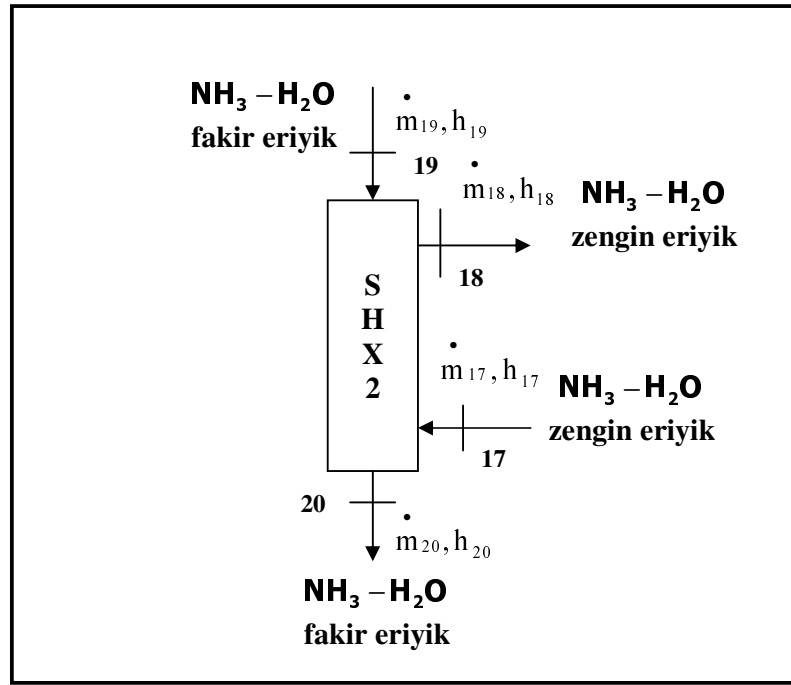 NH₃ – H₂O
fakir eriyik
ṁ₁₉, h₁₉
19
ṁ₁₈, h₁₈
NH₃ – H₂O
zengin eriyik
18
S
H
X
2
ṁ₁₇, h₁₇
NH₃ – H₂O
zengin eriyik
17
20
ṁ₂₀, h₂₀
NH₃ – H₂O
fakir eriyik